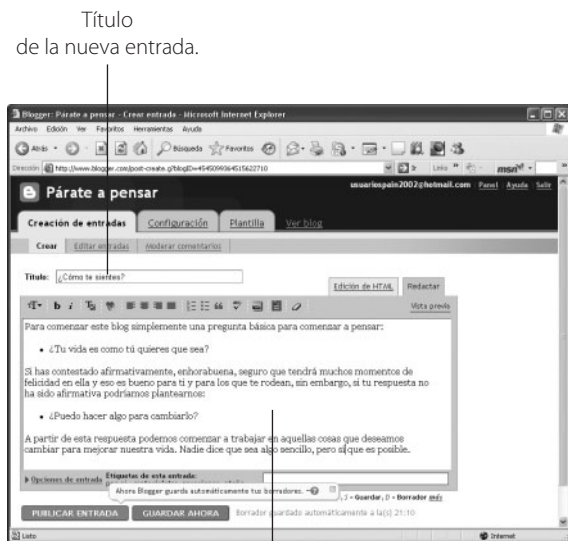 Título
de la nueva entrada.
Blogger: Párate a pensar - Crear entrada - Microsoft Internet Explorer
Archivo Edición Ver Favoritos Herramientas Ayuda
Atrás Búsqueda Favoritos
Dirección http://www.blogger.com/post-create.g?blogID=4545099364515622710 Ir Links msn
Párate a pensar usuariospain2002@hotmail.com Panel Ayuda Salir
Creación de entradas Configuración Plantilla Ver blog
Crear Editar entradas Moderar comentarios
Título: ¿Cómo te sientes?
Edición de HTML Redactar
b i Vista previa
Para comenzar este blog simplemente una pregunta básica para comenzar a pensar:
• ¿Tu vida es como tú quieres que sea?
Si has contestado afirmativamente, enhorabuena, seguro que tendrá muchos momentos de
felicidad en ella y eso es bueno para ti y para los que te rodean, sin embargo, si tu respuesta no
ha sido afirmativa podríamos plantearnos:
• ¿Puedo hacer algo para cambiarlo?
A partir de esta respuesta podemos comenzar a trabajar en aquellas cosas que deseamos
cambiar para mejorar nuestra vida. Nadie dice que sea algo sencillo, pero sí que es posible.
Opciones de entrada Etiquetas de esta entrada:
Ahora Blogger guarda automáticamente tus borradores.
= Guardar, D = Borrador más
PUBLICAR ENTRADA GUARDAR AHORA Borrador guardado automáticamente a la(s) 21:10
Listo Internet